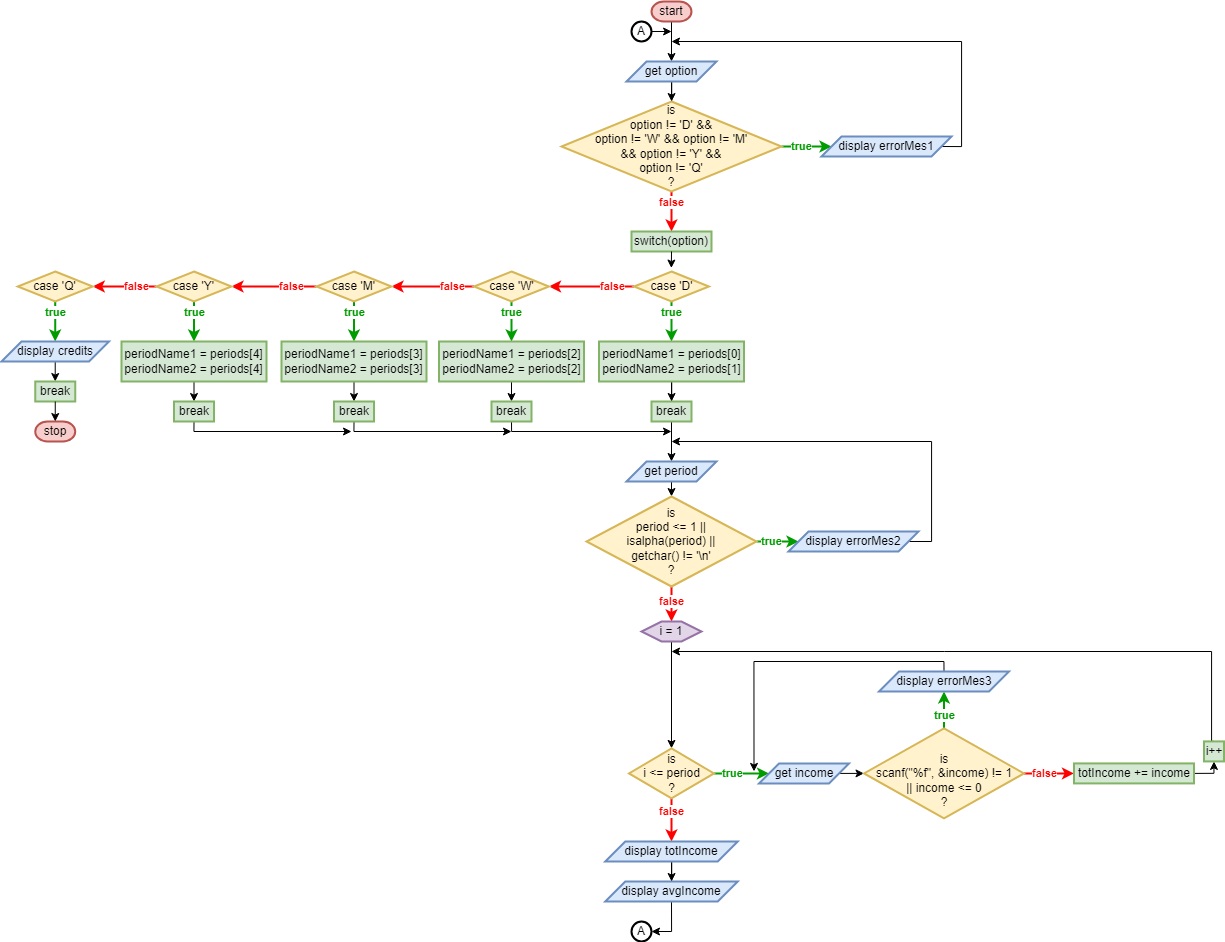 start
A
get option
is
option != 'D' &&
option != 'W' && option != 'M'
&& option != 'Y' &&
option != 'Q'
?
true
display errorMes1
false
switch(option)
case 'Q'
false
case 'Y'
false
case 'M'
false
case 'W'
false
case 'D'
true
true
true
true
true
display credits
periodName1 = periods[4]
periodName2 = periods[4]
periodName1 = periods[3]
periodName2 = periods[3]
periodName1 = periods[2]
periodName2 = periods[2]
periodName1 = periods[0]
periodName2 = periods[1]
break
break
break
break
break
stop
get period
is
period <= 1 ||
isalpha(period) ||
getchar() != '\n'
?
true
display errorMes2
false
i = 1
display errorMes3
true
is
i <= period
?
true
get income
is
scanf("%f", &income) != 1
|| income <= 0
?
false
totIncome += income
i++
false
display totIncome
display avgIncome
A